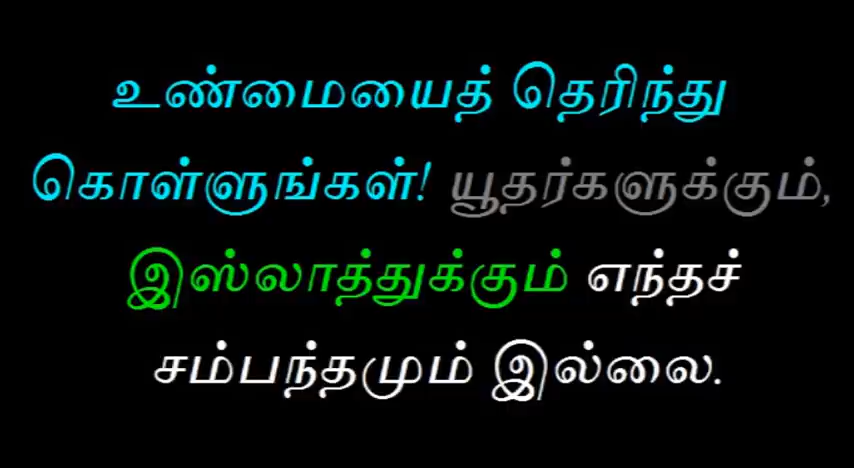 உண்மையைத் தெரிந்து
கொள்ளுங்கள்! யூதர்களுக்கும்,
இஸ்லாத்துக்கும் எந்தச்
சம்பந்தமும் இல்லை.